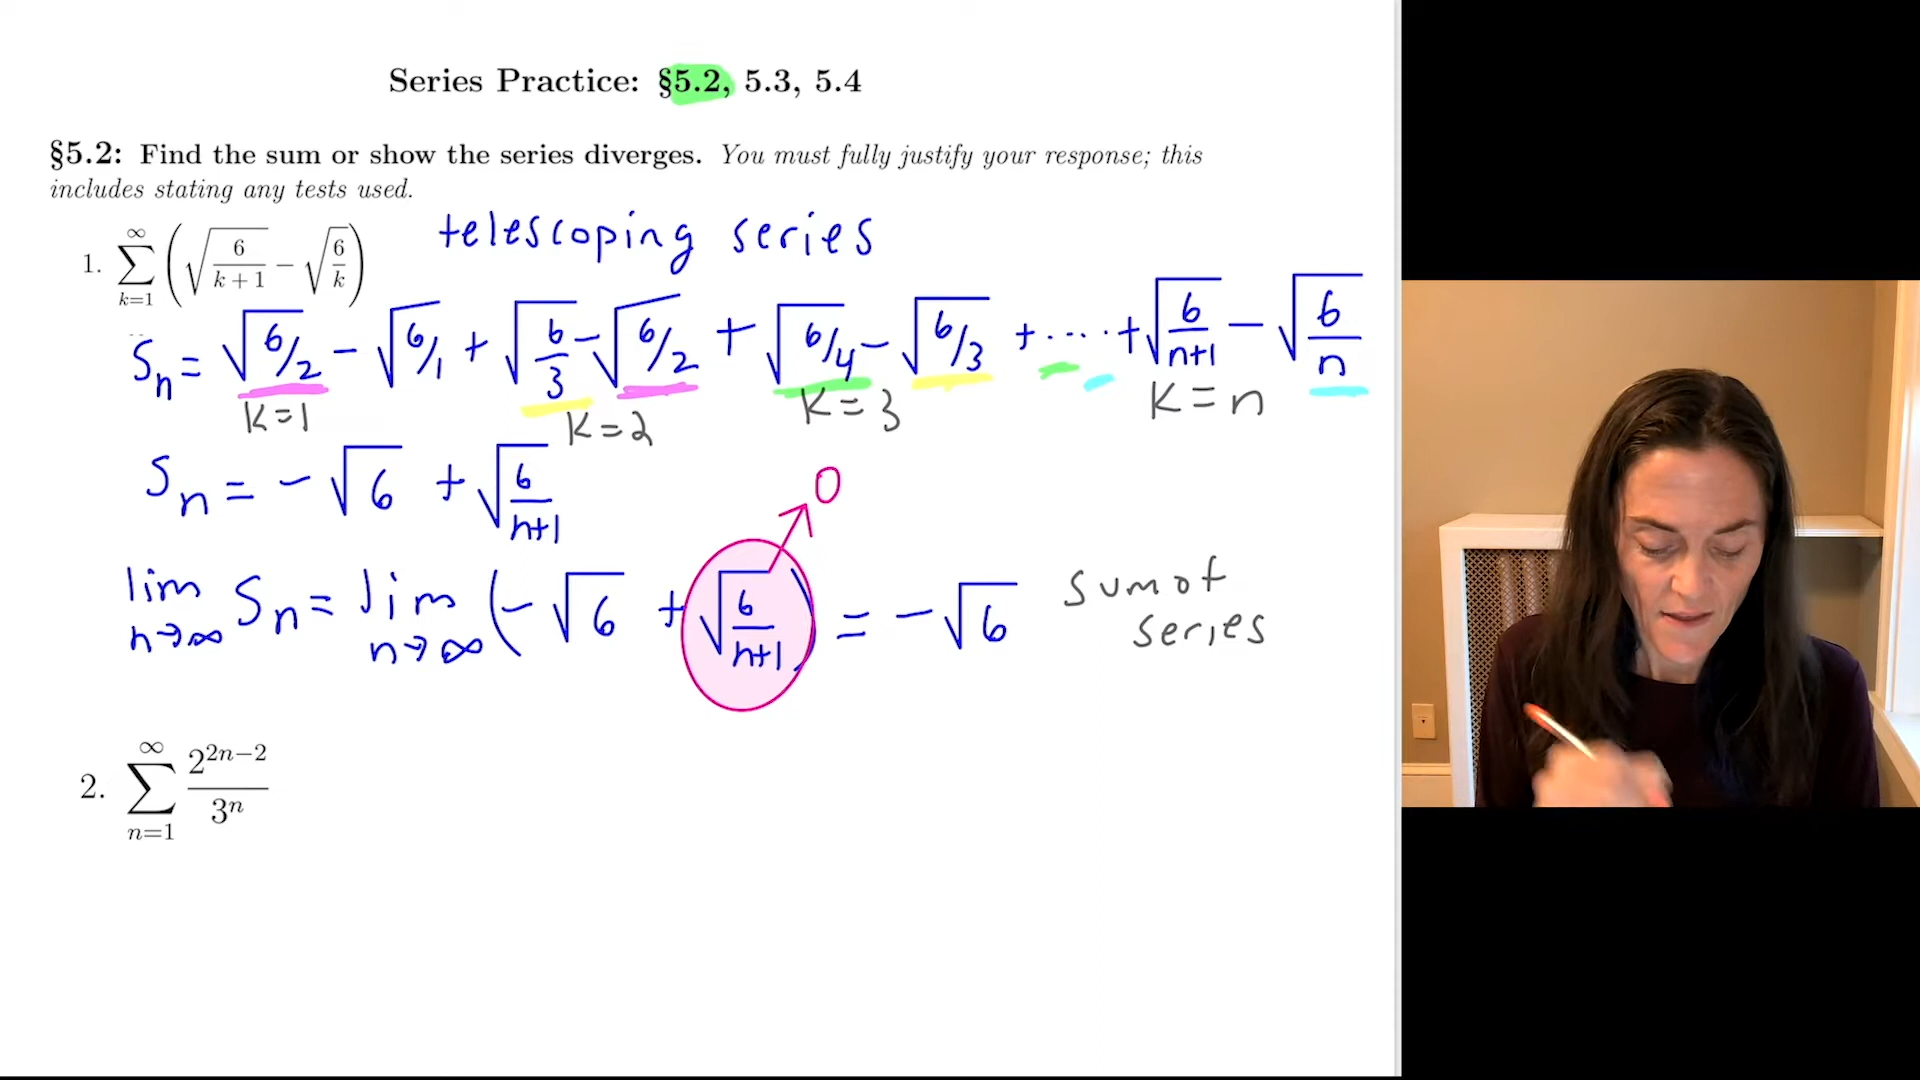 Series Practice: §5.2, 5.3, 5.4
§5.2: Find the sum or show the series diverges. You must fully justify your response; this
includes stating any tests used.
1. ∑_{k=1}^{∞} (√(6/(k+1)) − √(6/k)) telescoping series
S_n = √(6/2) − √(6/1) + √(6/3) − √(6/2) + √(6/4) − √(6/3) + ····· + √(6/(n+1)) − √(6/n)
K=1 K=2 K=3 K=n
S_n = −√6 + √(6/(n+1))
0
lim_{n→∞} S_n = lim_{n→∞} (−√6 + √(6/(n+1))) = −√6 sum of
series
2. ∑_{n=1}^{∞} 2^{2n−2}/3^n